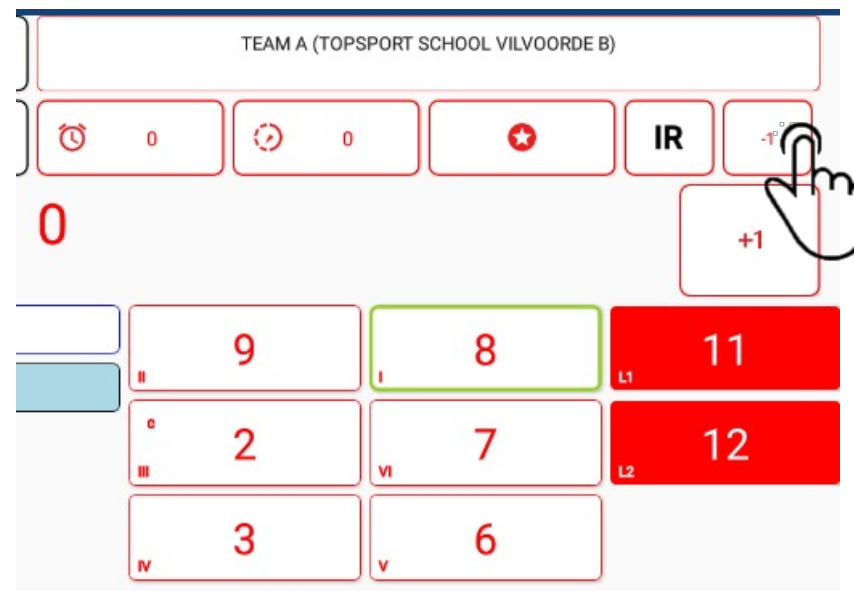 TEAM A (TOPSPORT SCHOOL VILVOORDE B)
0 0 IR -1
0 +1
9 II 8 I 11 L1
C 2 III 7 VI 12 L2
3 IV 6 V